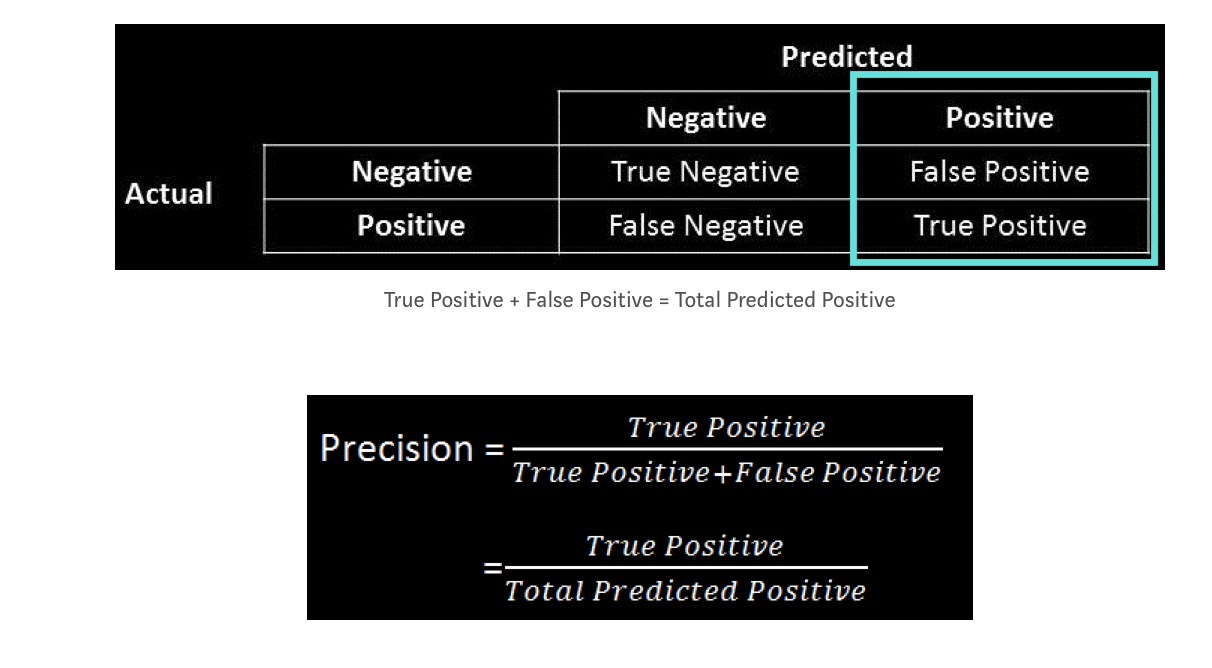 Predicted
Negative Positive
Actual Negative True Negative False Positive
Positive False Negative True Positive
True Positive + False Positive = Total Predicted Positive
Precision = True Positive
True Positive+False Positive
= True Positive
Total Predicted Positive